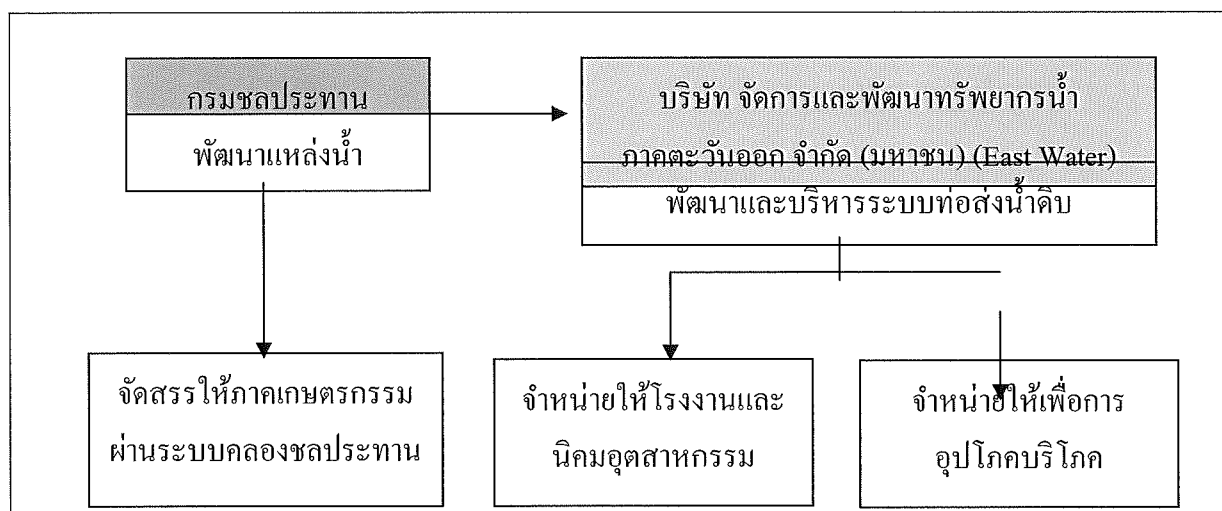 กรมชลประทาน
พัฒนาแหล่งน้ำ
บริษัท จัดการและพัฒนาทรัพยากรน้ำ
ภาคตะวันออก จำกัด (มหาชน) (East Water)
พัฒนาและบริหารระบบท่อส่งน้ำดิบ
จัดสรรให้ภาคเกษตรกรรม
ผ่านระบบคลองชลประทาน
จำหน่ายให้โรงงานและ
นิคมอุตสาหกรรม
จำหน่ายให้เพื่อการ
อุปโภคบริโภค